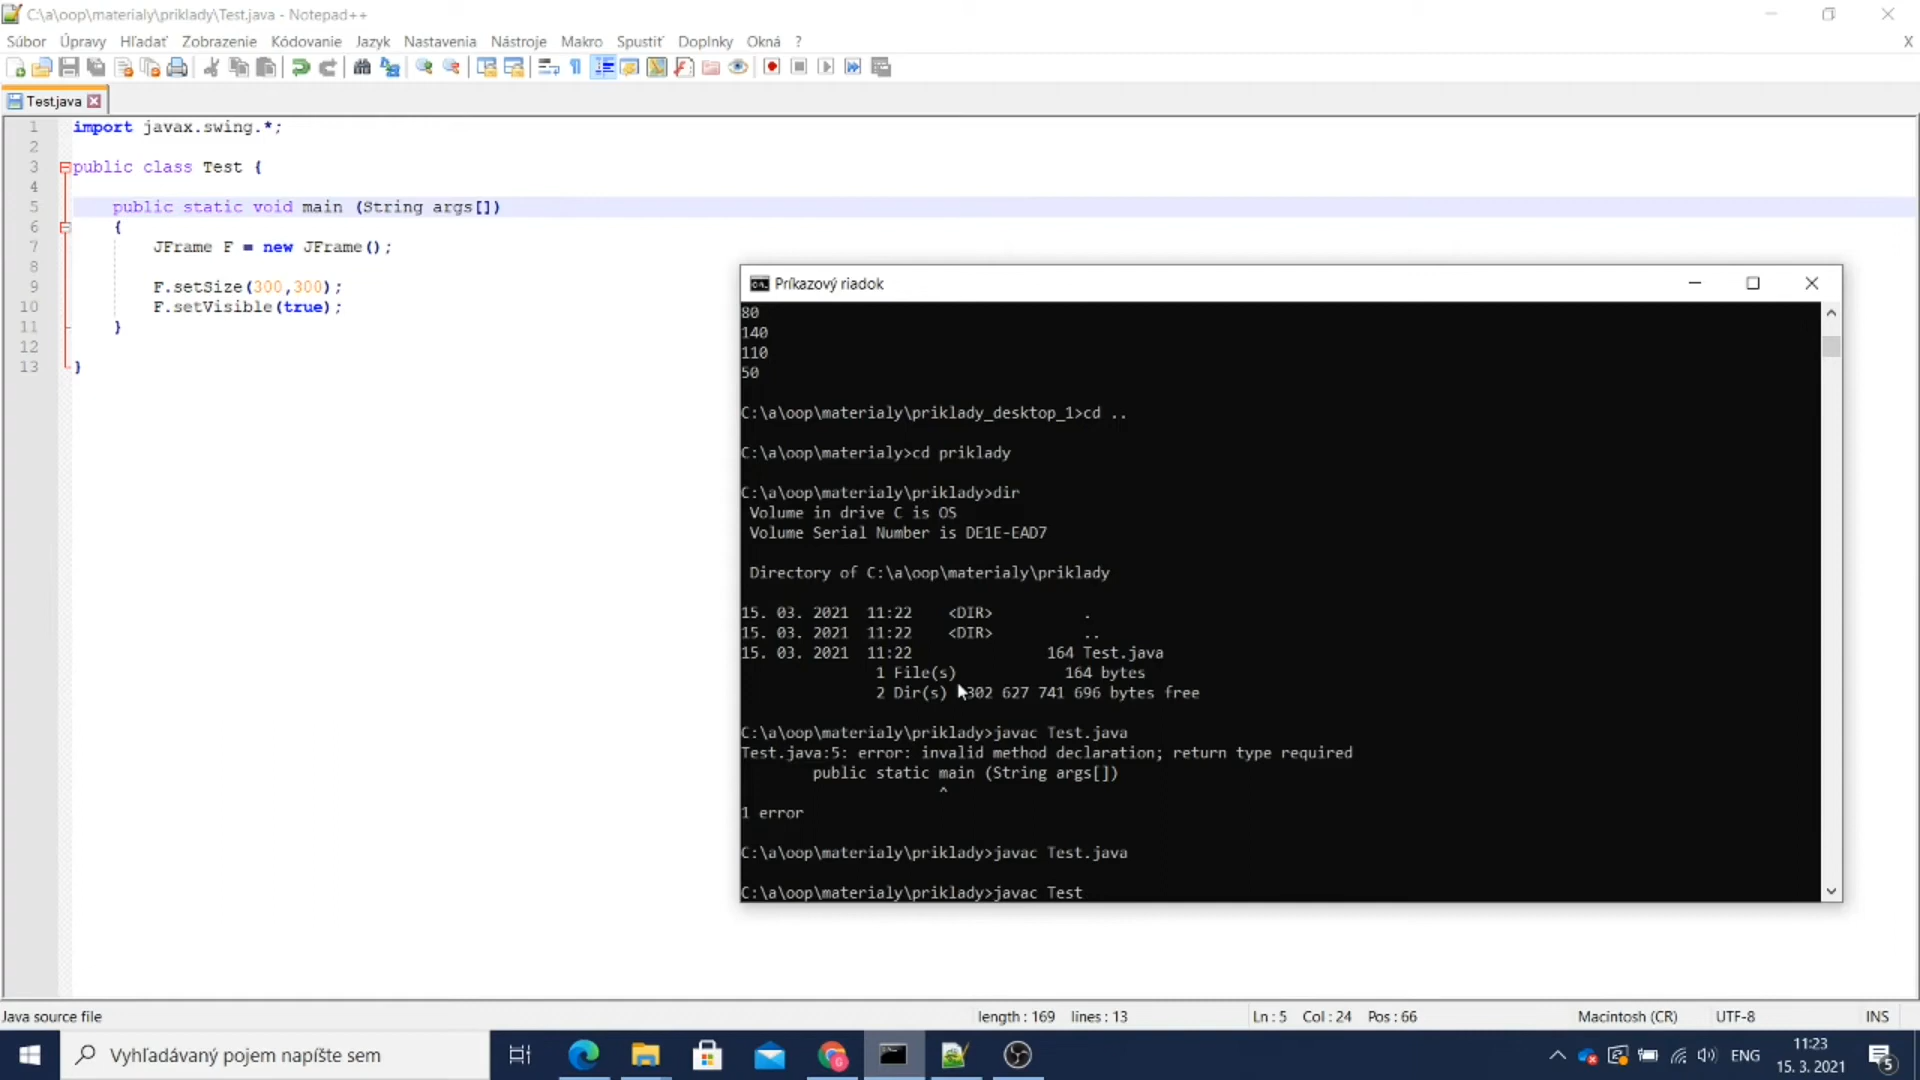 C:\a\oop\materialy\priklady\Test.java - Notepad++
Súbor Úpravy Hľadať Zobrazenie Kódovanie Jazyk Nastavenia Nástroje Makro Spustiť Doplnky Okná ? X
Test.java
1 import javax.swing.*;
2
3 public class Test {
4
5 public static void main (String args[])
6 {
7 JFrame F = new JFrame();
8
9 F.setSize(300,300);
10 F.setVisible(true);
11 }
12
13 }
Príkazový riadok
80
140
110
50
C:\a\oop\materialy\priklady_desktop_1>cd ..
C:\a\oop\materialy>cd priklady
C:\a\oop\materialy\priklady>dir
Volume in drive C is OS
Volume Serial Number is DE1E-EAD7
Directory of C:\a\oop\materialy\priklady
15. 03. 2021 11:22 <DIR> .
15. 03. 2021 11:22 <DIR> ..
15. 03. 2021 11:22 164 Test.java
1 File(s) 164 bytes
2 Dir(s) 302 627 741 696 bytes free
C:\a\oop\materialy\priklady>javac Test.java
Test.java:5: error: invalid method declaration; return type required
public static main (String args[])
^
1 error
C:\a\oop\materialy\priklady>javac Test.java
C:\a\oop\materialy\priklady>javac Test
Java source file length : 169 lines : 13 Ln : 5 Col : 24 Pos : 66 Macintosh (CR) UTF-8 INS
Vyhľadávaný pojem napíšte sem
ENG
11:23
15. 3. 2021
5